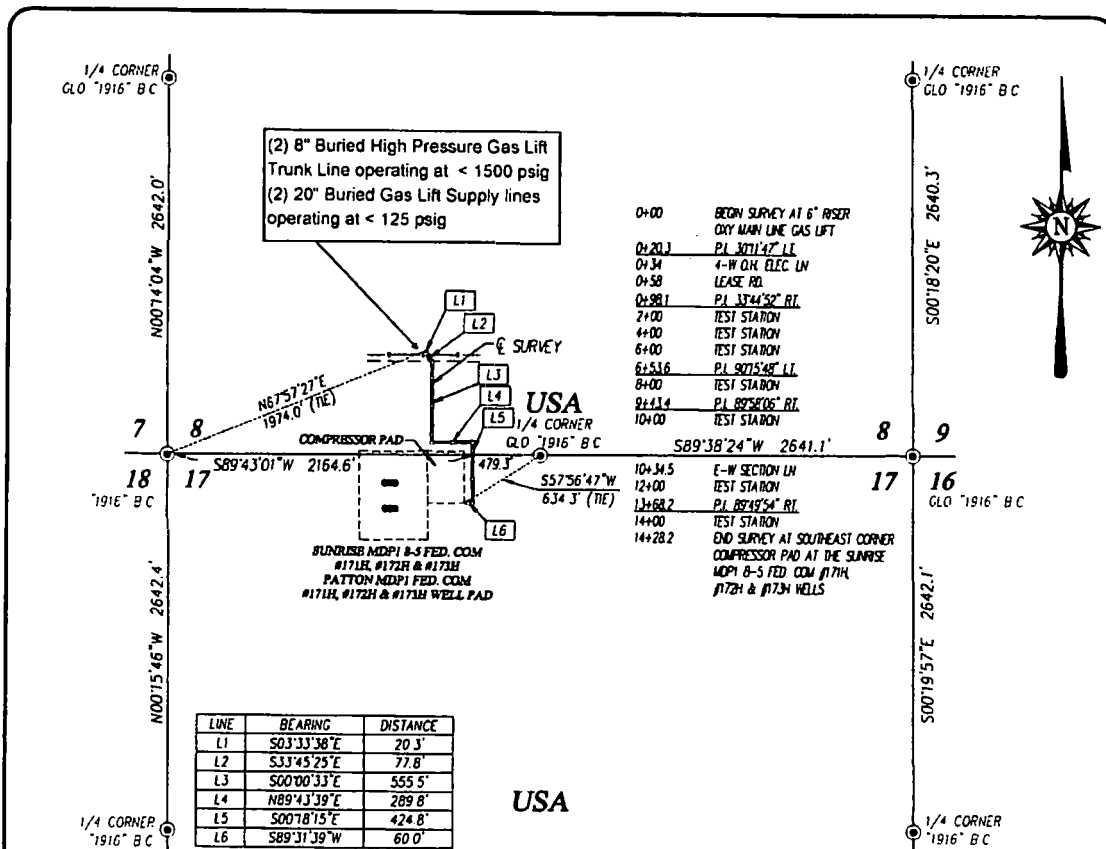 1/4 CORNER
GLO "1916" B C
1/4 CORNER
GLO "1916" B C
(2) 8" Buried High Pressure Gas Lift
Trunk Line operating at < 1500 psig
(2) 20" Buried Gas Lift Supply lines
operating at < 125 psig
N00°14'04"W 2642.0'
S00°18'20"E 2640.3'
N
0+00 BEGIN SURVEY AT 6" RISER
OXY MAIN LINE GAS LIFT
0+20.3 P.I. 30°11'47" LT.
0+34 4-W O.H. ELEC. LN
0+58 LEASE RD.
0+98.1 P.I. 33°44'52" RT.
2+00 TEST STATION
4+00 TEST STATION
6+00 TEST STATION
6+53.6 P.I. 90°15'48" LT.
8+00 TEST STATION
9+43.4 P.I. 89°58'06" RT.
10+00 TEST STATION
L1
L2
℄ SURVEY
L3
L4
L5
N67°57'27"E
1974.0' (TIE)
USA
1/4 CORNER
GLO "1916" B C
7 8
COMPRESSOR PAD
S89°38'24"W 2641.1'
8 9
18 17
"1916" B C
S89°43'01"W 2164.6'
479.3'
S57°56'47"W
634.3' (TIE)
17 16
GLO "1916" B C
10+34.5 E-W SECTION LN
12+00 TEST STATION
13+68.2 P.I. 89°49'54" RT.
14+00 TEST STATION
14+28.2 END SURVEY AT SOUTHEAST CORNER
COMPRESSOR PAD AT THE SUNRISE
MDP1 8-5 FED. COM #171H,
#172H & #173H WELLS
L6
SUNRISE MDP1 8-5 FED. COM
#171H, #172H & #173H
PATTON MDP1 FED. COM
#171H, #172H & #173H WELL PAD
N00°15'46"W 2642.4'
S00°19'57"E 2642.1'
LINE BEARING DISTANCE
L1 S03°33'38"E 20.3'
L2 S33°45'25"E 77.8'
L3 S00°00'33"E 555.5'
L4 N89°43'39"E 289.8'
L5 S00°18'15"E 424.8'
L6 S89°31'39"W 60.0'
USA
1/4 CORNER
"1916" B C
1/4 CORNER
"1916" B C